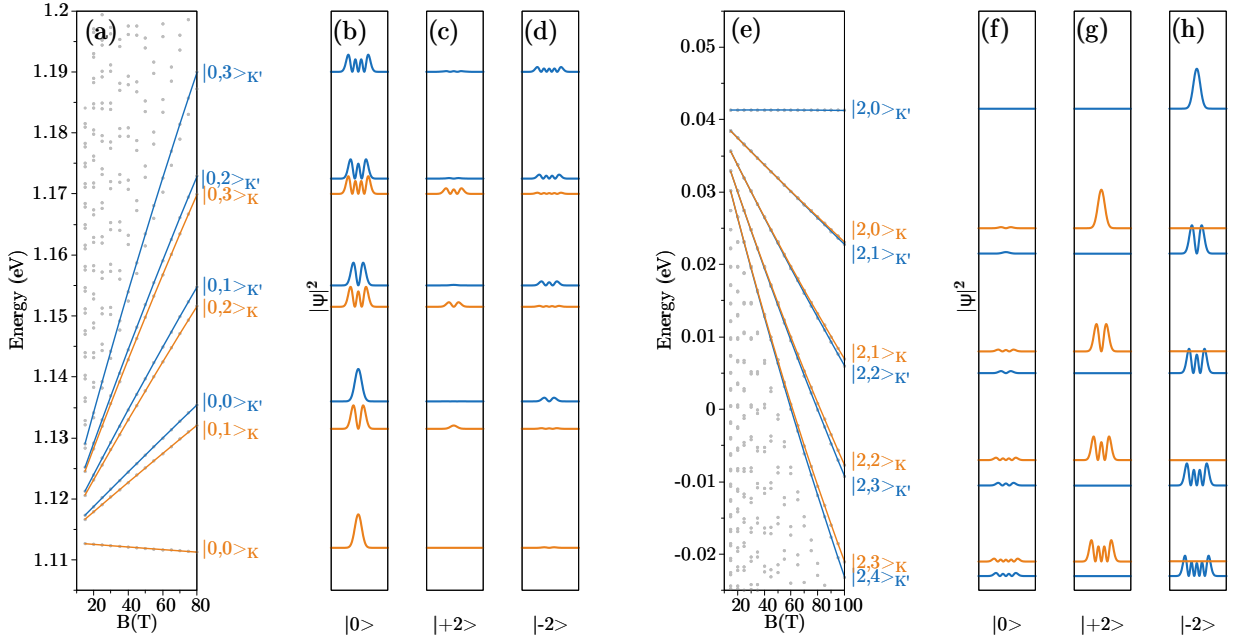 (a)
1.2
1.19
1.18
1.17
1.16
1.15
1.14
1.13
1.12
1.11
Energy (eV)
20 40 60 80
B(T)
|0,3>K'
|0,2>K'
|0,3>K
|0,1>K'
|0,2>K
|0,0>K'
|0,1>K
|0,0>K
|ψ|²
(b)
|0>
(c)
|+2>
(d)
|-2>
(e)
0.05
0.04
0.03
0.02
0.01
0
-0.01
-0.02
Energy (eV)
20 40 60 80 100
B(T)
|2,0>K'
|2,0>K
|2,1>K'
|2,1>K
|2,2>K'
|2,2>K
|2,3>K'
|2,3>K
|2,4>K'
|ψ|²
(f)
|0>
(g)
|+2>
(h)
|-2>